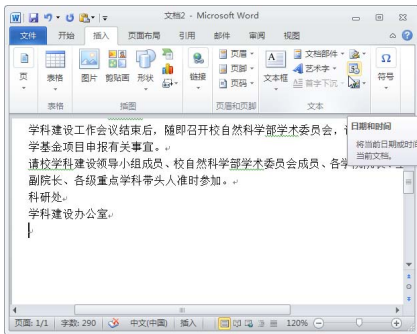 文档2 - Microsoft Word
文件 开始 插入 页面布局 引用 邮件 审阅 视图
页 表格 图片 剪贴画 形状 链接 页眉 页脚 页码 文本框 文档部件 艺术字 首字下沉 符号
表格 插图 页眉和页脚 文本
日期和时间
将当前日期或时间
当前文档。
学科建设工作会议结束后，随即召开校自然科学部学术委员会，
学基金项目申报有关事宜。
请校学科建设领导小组成员、校自然科学部学术委员会成员、各学院院长、
副院长、各级重点学科带头人准时参加。
科研处
学科建设办公室
页面: 1/1 字数: 290 中文(中国) 插入 120%